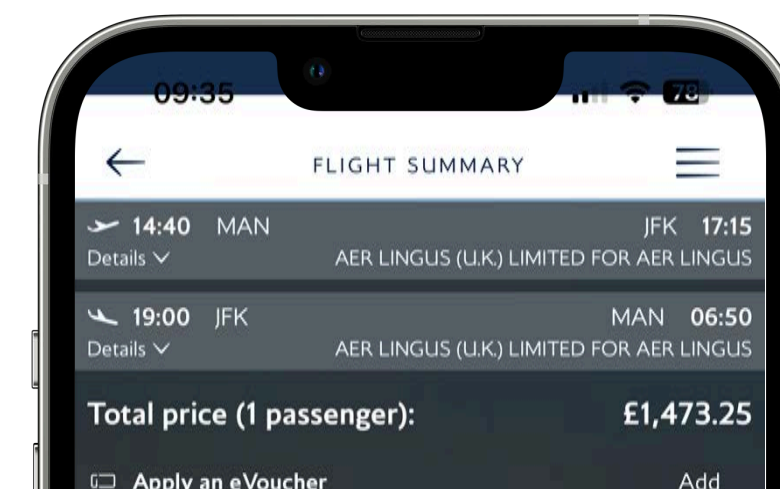 09:35 78
FLIGHT SUMMARY
14:40 MAN JFK 17:15
Details AER LINGUS (U.K.) LIMITED FOR AER LINGUS
19:00 JFK MAN 06:50
Details AER LINGUS (U.K.) LIMITED FOR AER LINGUS
Total price (1 passenger): £1,473.25
Apply an eVoucher Add